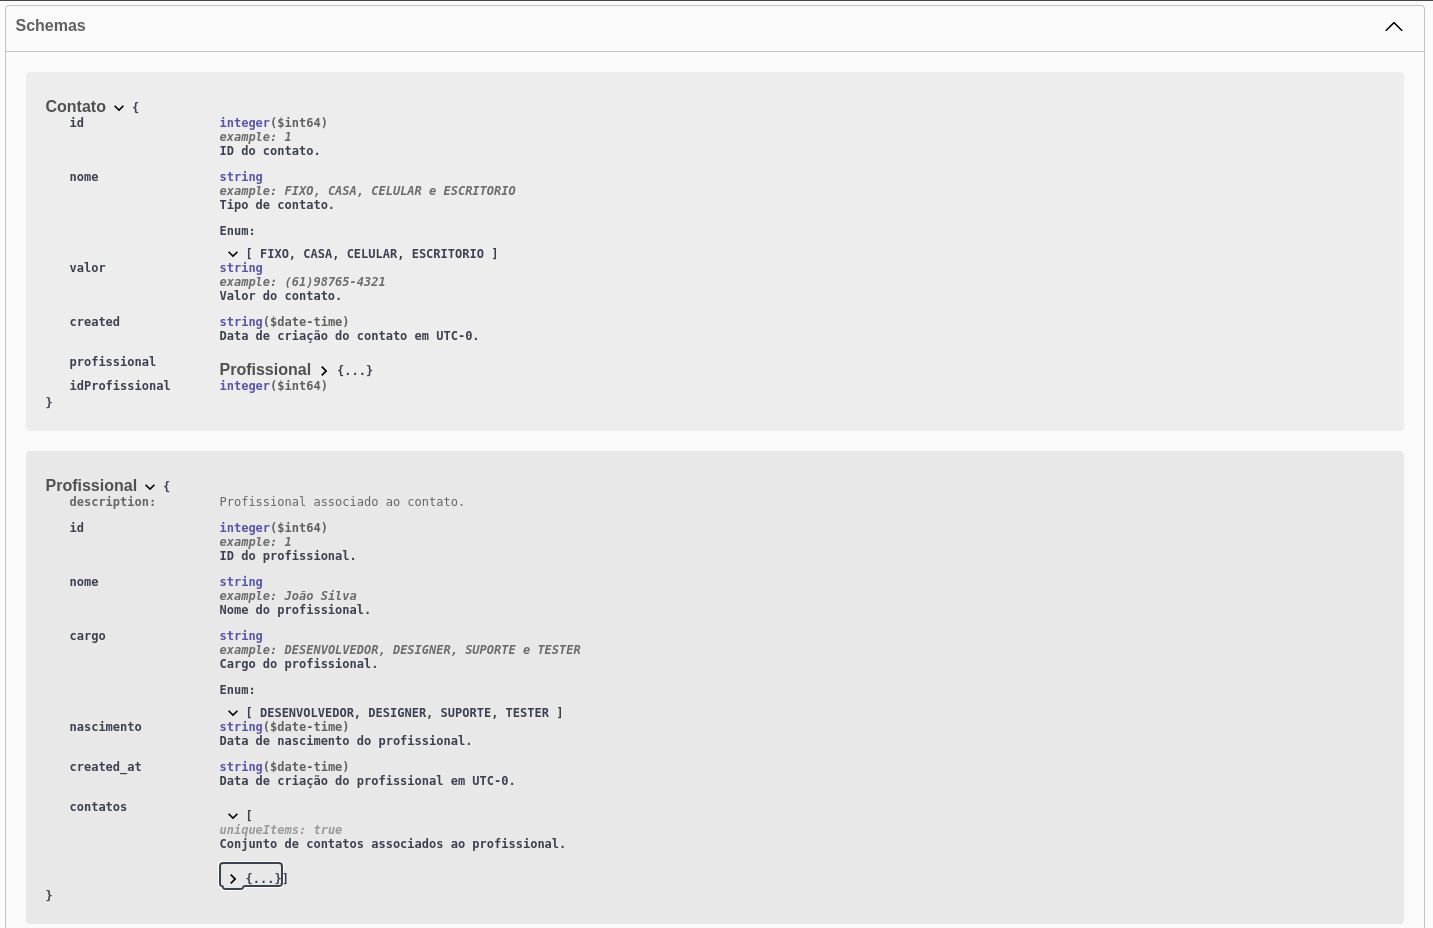 Schemas
Contato {
id integer($int64)
example: 1
ID do contato.
nome string
example: FIXO, CASA, CELULAR e ESCRITORIO
Tipo de contato.
Enum:
[ FIXO, CASA, CELULAR, ESCRITORIO ]
valor string
example: (61)98765-4321
Valor do contato.
created string($date-time)
Data de criação do contato em UTC-0.
profissional Profissional {...}
idProfissional integer($int64)
}
Profissional {
description: Profissional associado ao contato.
id integer($int64)
example: 1
ID do profissional.
nome string
example: João Silva
Nome do profissional.
cargo string
example: DESENVOLVEDOR, DESIGNER, SUPORTE e TESTER
Cargo do profissional.
Enum:
[ DESENVOLVEDOR, DESIGNER, SUPORTE, TESTER ]
nascimento string($date-time)
Data de nascimento do profissional.
created_at string($date-time)
Data de criação do profissional em UTC-0.
contatos [
uniqueItems: true
Conjunto de contatos associados ao profissional.
{...}]
}